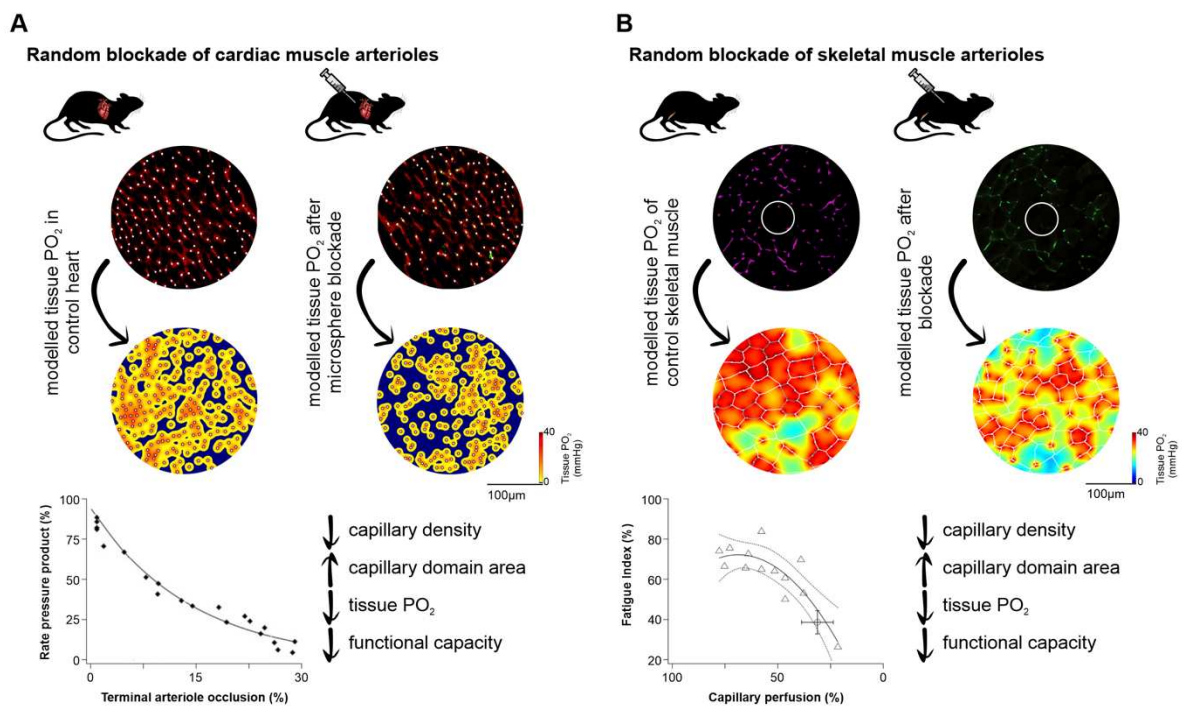 A
Random blockade of cardiac muscle arterioles
modelled tissue PO₂ in
control heart
modelled tissue PO₂ after
microsphere blockade
40
0
Tissue PO₂
(mmHg)
100µm
Rate pressure product (%)
100
75
50
25
0
0
15
30
Terminal arteriole occlusion (%)
capillary density
capillary domain area
tissue PO₂
functional capacity
B
Random blockade of skeletal muscle arterioles
modelled tissue PO₂ of
control skeletal muscle
modelled tissue PO₂ after
blockade
40
0
Tissue PO₂
(mmHg)
100µm
Fatigue Index (%)
100
80
60
40
20
100
50
0
Capillary perfusion (%)
capillary density
capillary domain area
tissue PO₂
functional capacity